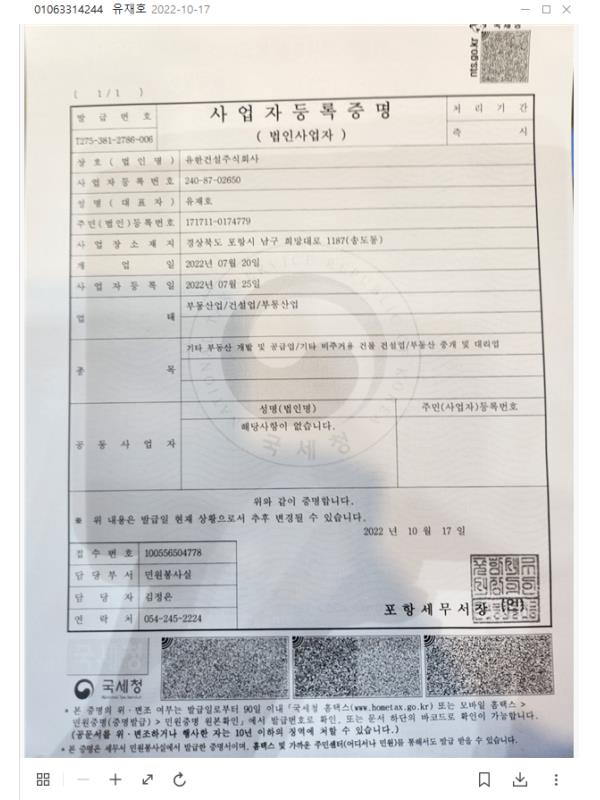 01063314244 유재호 2022-10-17
국세청
nts.go.kr
( 1/1 )
발급번호
T275-381-2786-006
사업자등록증명
( 법인사업자 )
처리기간
즉시
상호(법인명) 유한건설주식회사
사업자등록번호 240-87-02650
성명(대표자) 유재호
주민(법인)등록번호 171711-0174779
사업장소재지 경상북도 포항시 남구 희망대로 1187(송도동)
개업일 2022년 07월 20일
사업자등록일 2022년 07월 25일
업태 부동산업/건설업/부동산업
종목 기타 부동산 개발 및 공급업/기타 비주거용 건물 건설업/부동산 중개 및 대리업
공동사업자
성명(법인명) 주민(사업자)등록번호
해당사항이 없습니다.
NATIONAL TAX SERVICE REPUBLIC OF KOREA
국세청
위와 같이 증명합니다.
※ 위 내용은 발급일 현재 상황으로서 추후 변경될 수 있습니다.
2022 년 10 월 17 일
접수번호 100556504778
담당부서 민원봉사실
담당자 김정은
연락처 054-245-2224
포항세무서장 (인)
국세청
National Tax Service
* 본 증명의 위·변조 여부는 발급일로부터 90일 이내「국세청 홈택스(www.hometax.go.kr) 또는 모바일 홈택스 >
민원증명(증명발급) > 민원증명 원본확인」에서 발급번호로 확인, 또는 문서 하단의 바코드로 확인이 가능합니다.
(공문서를 위·변조하거나 행사한 자는 10년 이하의 징역에 처할 수 있습니다.)
* 본 증명은 세무서 민원봉사실에서 발급한 증명서이며, 홈택스 및 가까운 주민센터(어디서나 민원)를 통해서도 발급 받을 수 있습니다.